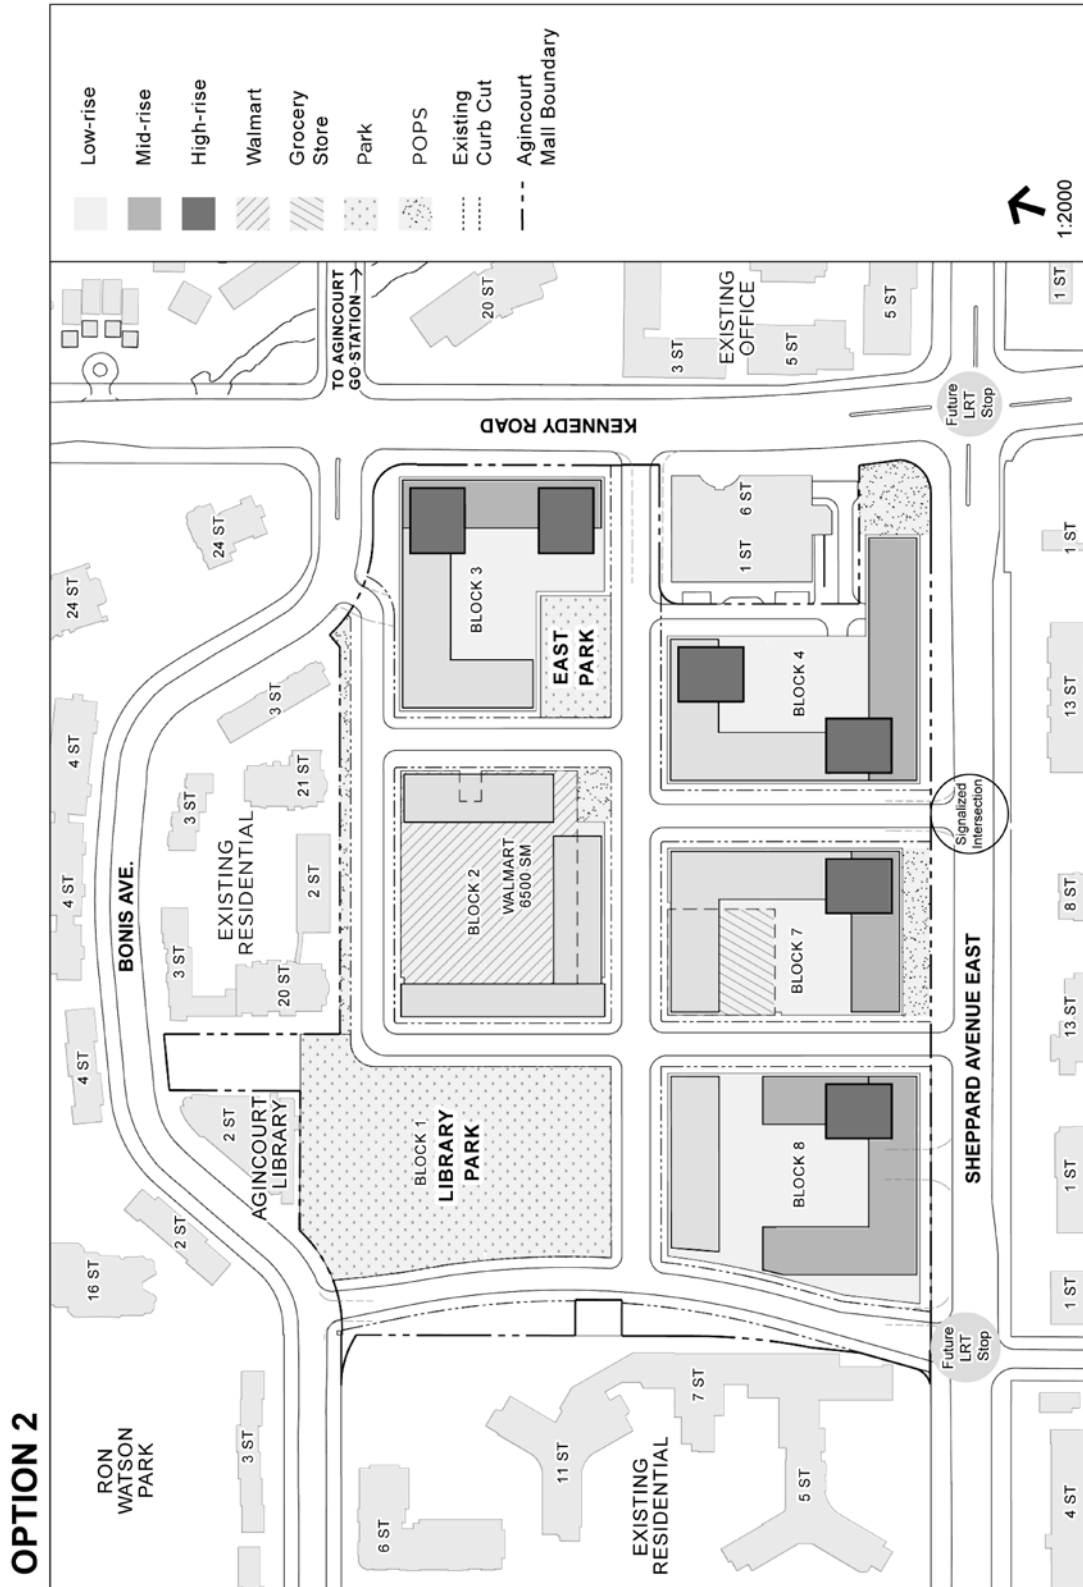 OPTION 2
RON
WATSON
PARK
3 ST
16 ST
2 ST
4 ST
BONIS AVE.
4 ST
4 ST
24 ST
24 ST
AGINCOURT
LIBRARY
2 ST
3 ST
20 ST
EXISTING
RESIDENTIAL
2 ST
3 ST
21 ST
3 ST
TO AGINCOURT
GO-STATION
20 ST
6 ST
11 ST
7 ST
5 ST
EXISTING
RESIDENTIAL
BLOCK 1
LIBRARY
PARK
BLOCK 2
WALMART
6500 SM
BLOCK 3
EAST
PARK
KENNEDY ROAD
3 ST
EXISTING
OFFICE
5 ST
5 ST
BLOCK 8
BLOCK 7
BLOCK 4
1 ST
6 ST
Future
LRT
Stop
Signalized
Intersection
Future
LRT
Stop
SHEPPARD AVENUE EAST
4 ST
1 ST
1 ST
13 ST
8 ST
13 ST
1 ST
1 ST
Low-rise
Mid-rise
High-rise
Walmart
Grocery
Store
Park
POPS
Existing
Curb Cut
Agincourt
Mall Boundary
1:2000